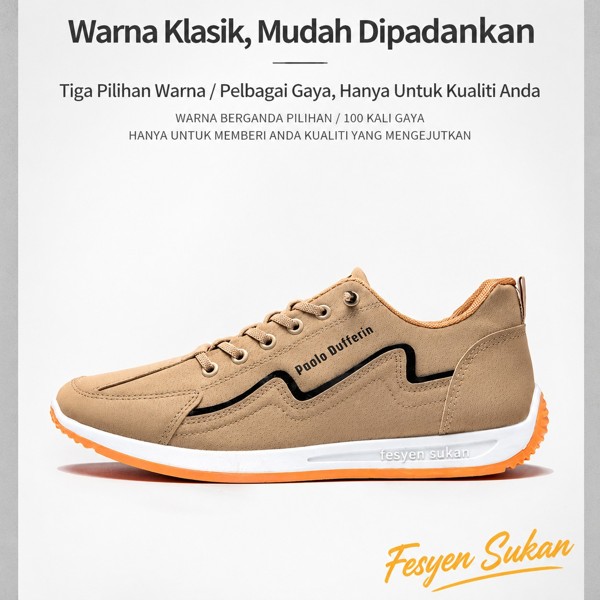 Warna Klasik, Mudah Dipadankan
Tiga Pilihan Warna / Pelbagai Gaya, Hanya Untuk Kualiti Anda
WARNA BERGANDA PILIHAN / 100 KALI GAYA
HANYA UNTUK MEMBERI ANDA KUALITI YANG MENGEJUTKAN
Paolo Dufferin
fesyen sukan
Fesyen Sukan